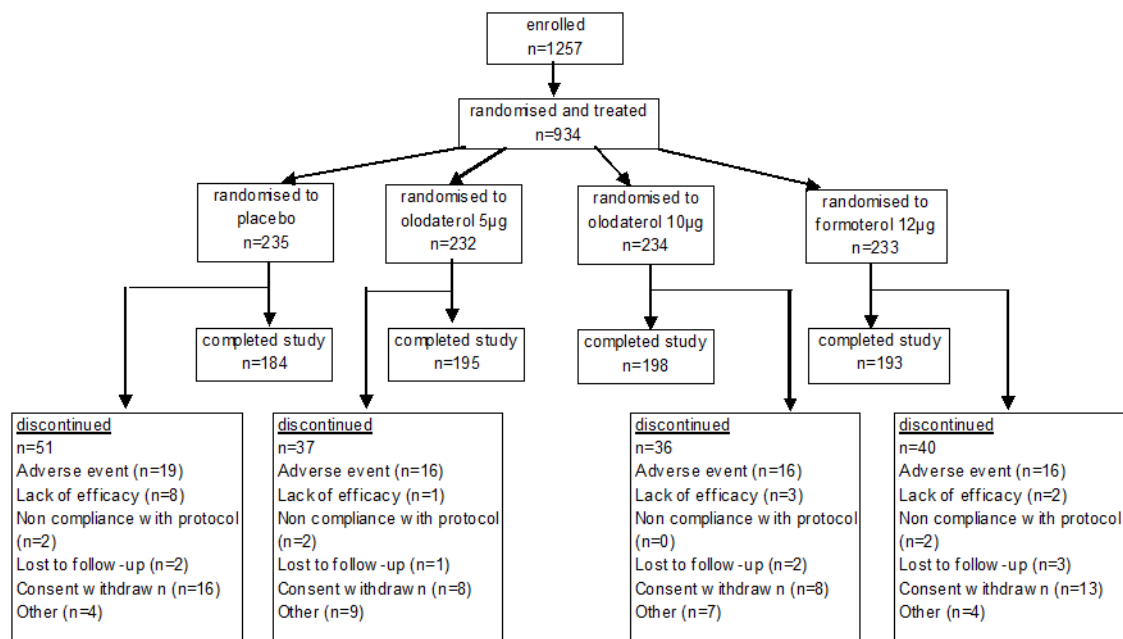 enrolled
n=1257
randomised and treated
n=934
randomised to
placebo
n=235
randomised to
olodaterol 5µg
n=232
randomised to
olodaterol 10µg
n=234
randomised to
formoterol 12µg
n=233
completed study
n=184
completed study
n=195
completed study
n=198
completed study
n=193
discontinued
n=51
Adverse event (n=19)
Lack of efficacy (n=8)
Non compliance with protocol
(n=2)
Lost to follow-up (n=2)
Consent withdrawn (n=16)
Other (n=4)
discontinued
n=37
Adverse event (n=16)
Lack of efficacy (n=1)
Non compliance with protocol
(n=2)
Lost to follow-up (n=1)
Consent withdrawn (n=8)
Other (n=9)
discontinued
n=36
Adverse event (n=16)
Lack of efficacy (n=3)
Non compliance with protocol
(n=0)
Lost to follow-up (n=2)
Consent withdrawn (n=8)
Other (n=7)
discontinued
n=40
Adverse event (n=16)
Lack of efficacy (n=2)
Non compliance with protocol
(n=2)
Lost to follow-up (n=3)
Consent withdrawn (n=13)
Other (n=4)